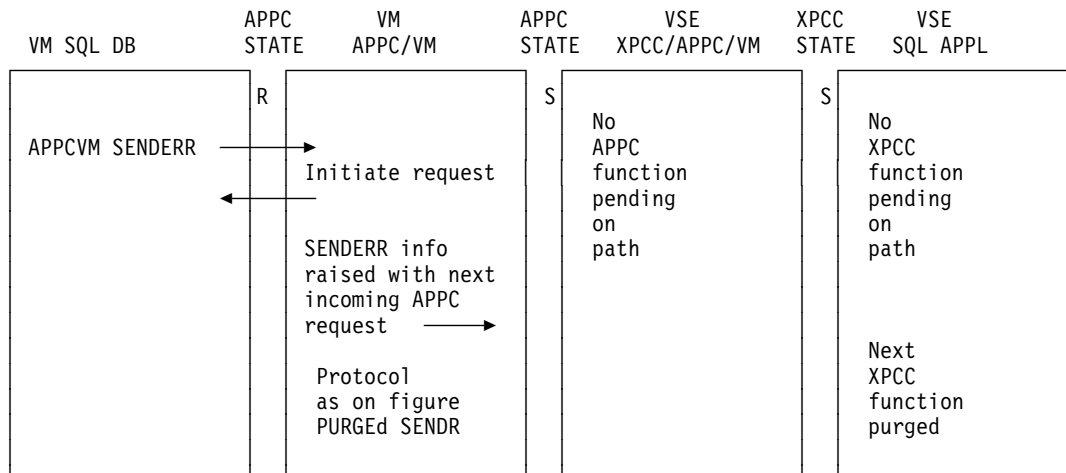 APPC VM APPC VSE XPCC VSE
VM SQL DB STATE APPC/VM STATE XPCC/APPC/VM STATE SQL APPL
R S S
No No
APPCVM SENDERR APPC XPCC
Initiate request function function
pending pending
on on
SENDERR info path path
raised with next
incoming APPC
request
Next
Protocol XPCC
as on figure function
PURGEd SENDR purged